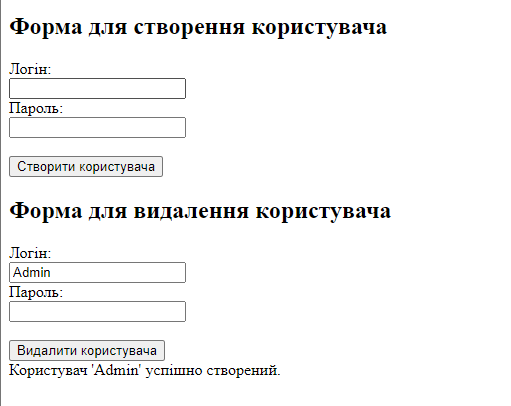 Форма для створення користувача
Логін:
Пароль:
Створити користувача
Форма для видалення користувача
Логін:
Admin
Пароль:
Видалити користувача
Користувач 'Admin' успішно створений.